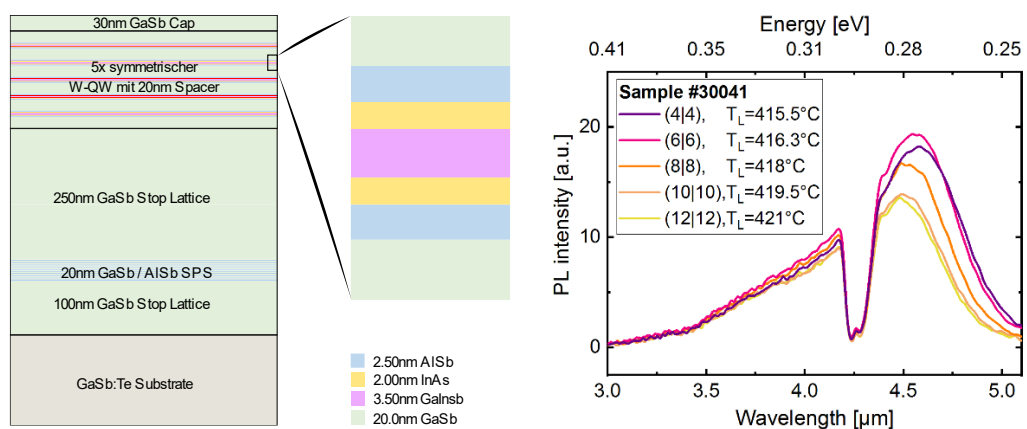 30nm GaSb Cap
5x symmetrischer
W-QW mit 20nm Spacer
250nm GaSb Stop Lattice
20nm GaSb / AlSb SPS
100nm GaSb Stop Lattice
GaSb:Te Substrate
2.50nm AlSb
2.00nm InAs
3.50nm GaInsb
20.0nm GaSb
Energy [eV]
0.41 0.35 0.31 0.28 0.25
Sample #30041
(4|4), T_L=415.5°C
(6|6), T_L=416.3°C
(8|8), T_L=418°C
(10|10),T_L=419.5°C
(12|12),T_L=421°C
PL intensity [a.u.]
20
10
0
3.0 3.5 4.0 4.5 5.0
Wavelength [µm]